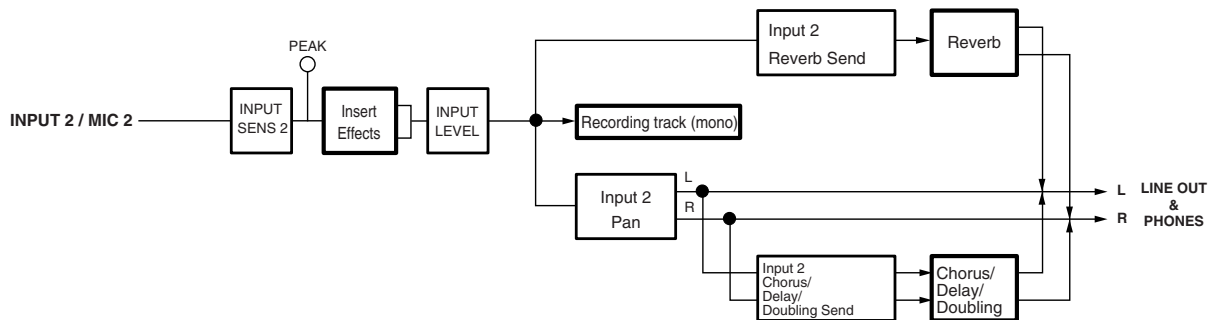 PEAK
INPUT 2 / MIC 2
INPUT
SENS 2
Insert
Effects
INPUT
LEVEL
Input 2
Reverb Send
Reverb
Recording track (mono)
Input 2
Pan
L
R
L
R
LINE OUT
&
PHONES
Input 2
Chorus/
Delay/
Doubling Send
Chorus/
Delay/
Doubling